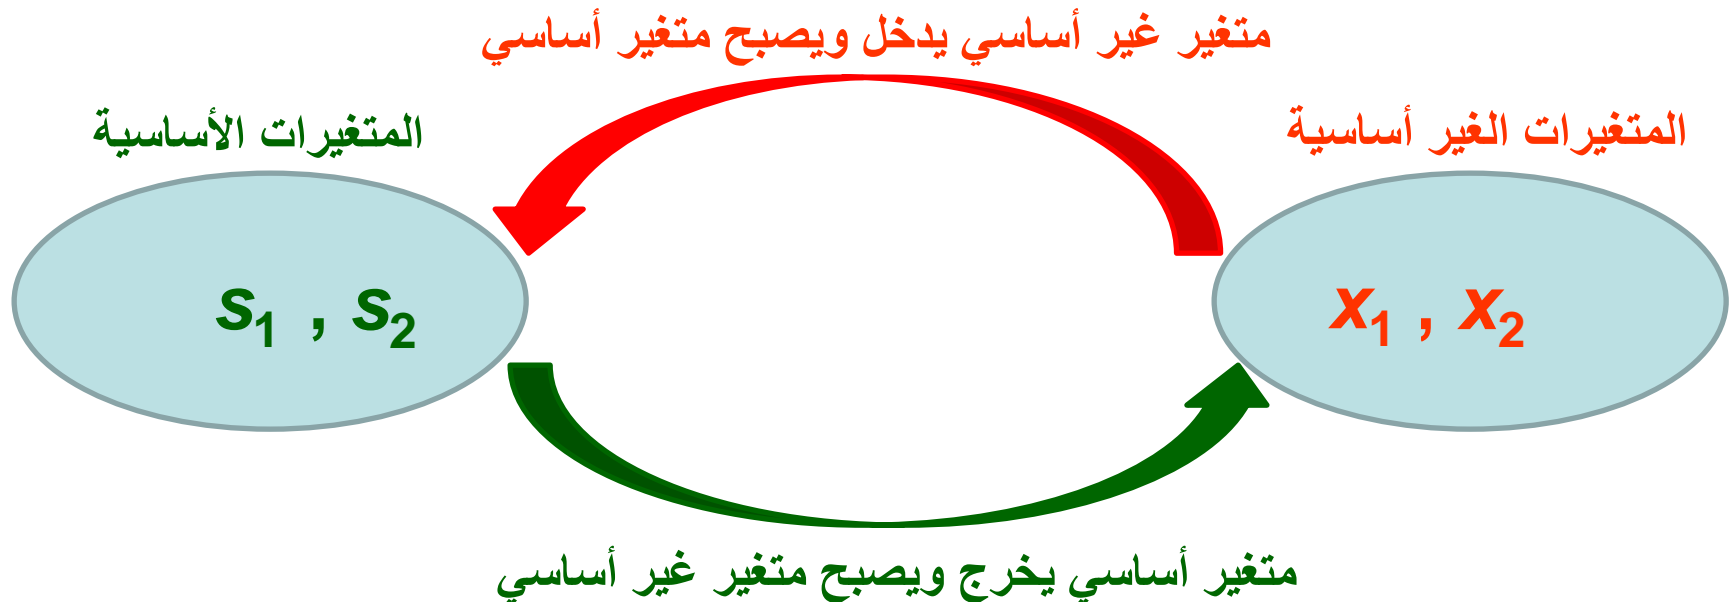 متغير غير أساسي يدخل ويصبح متغير أساسي
المتغيرات الغير أساسية
المتغيرات الأساسية
x1 , x2
s1 , s2
متغير أساسي يخرج ويصبح متغير غير أساسي